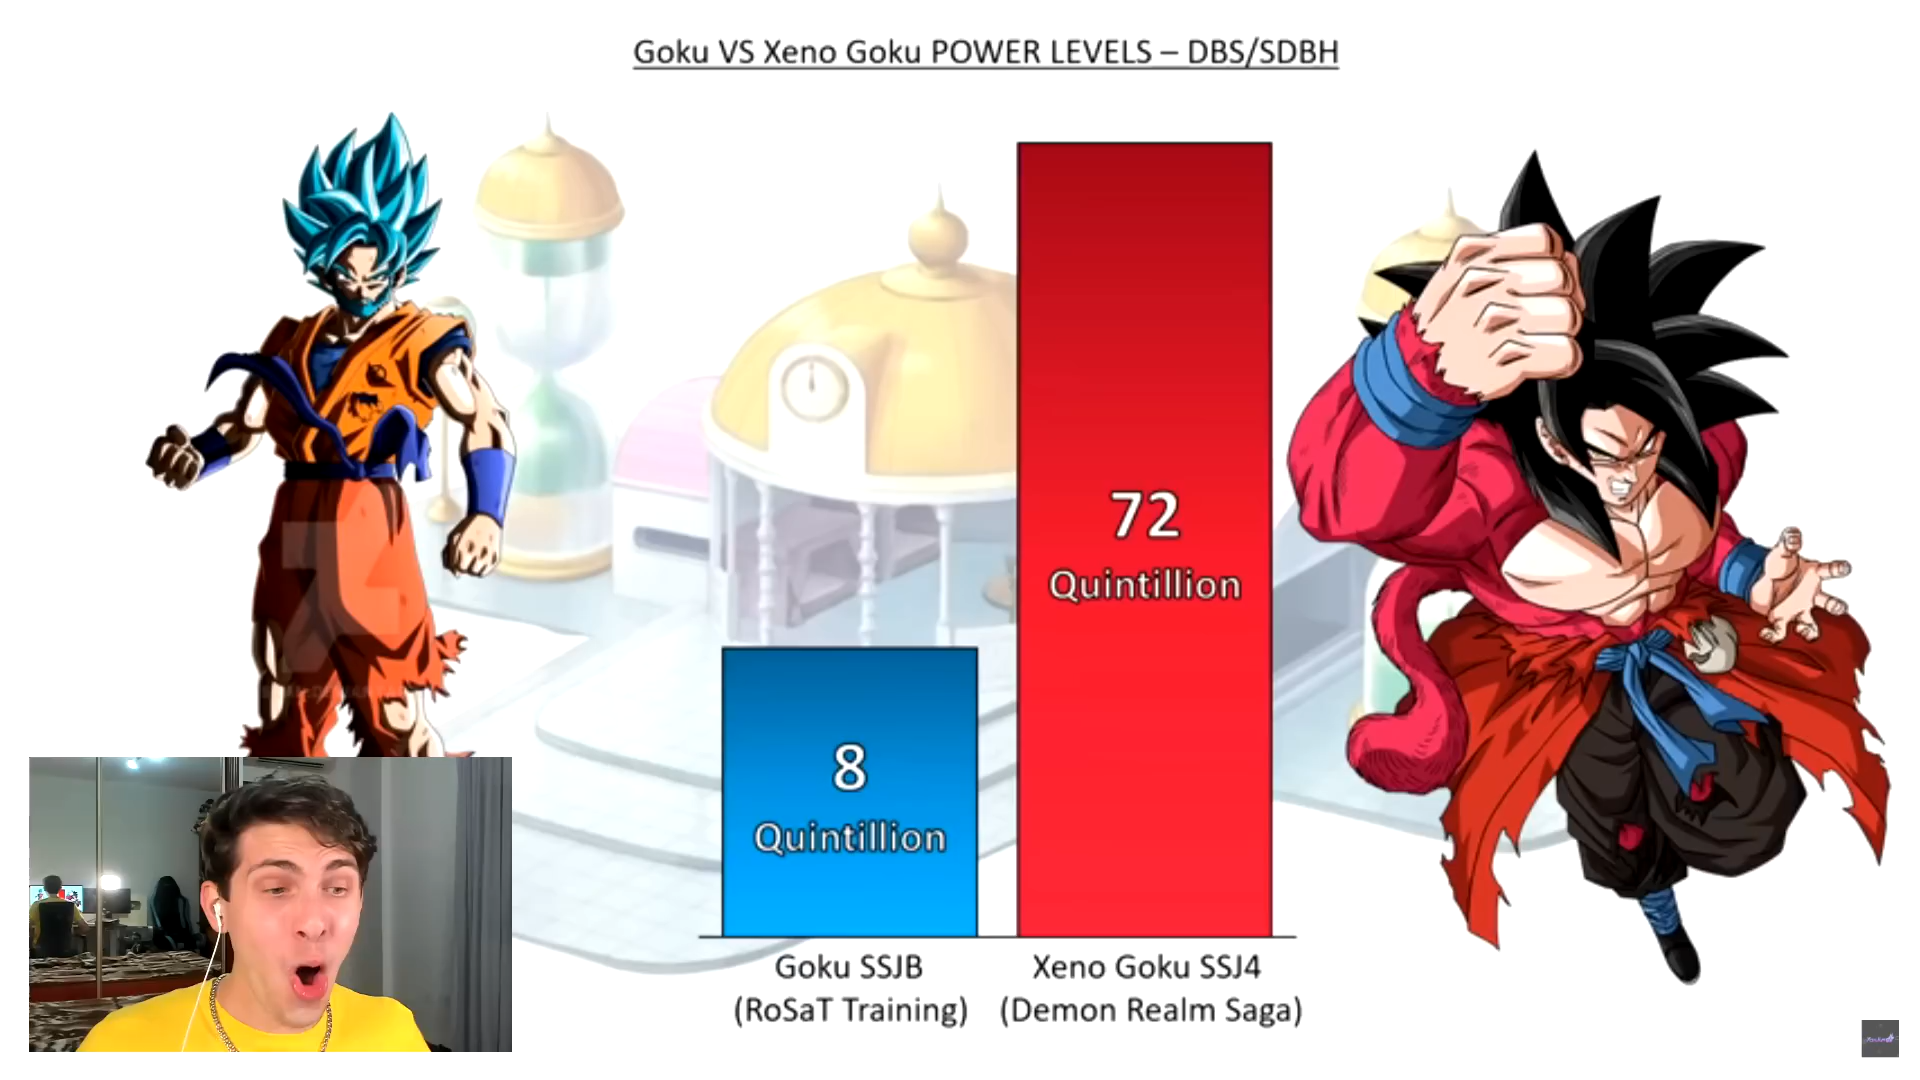 Goku VS Xeno Goku POWER LEVELS – DBS/SDBH
72
Quintillion
8
Quintillion
Goku SSJB
(RoSaT Training)
Xeno Goku SSJ4
(Demon Realm Saga)